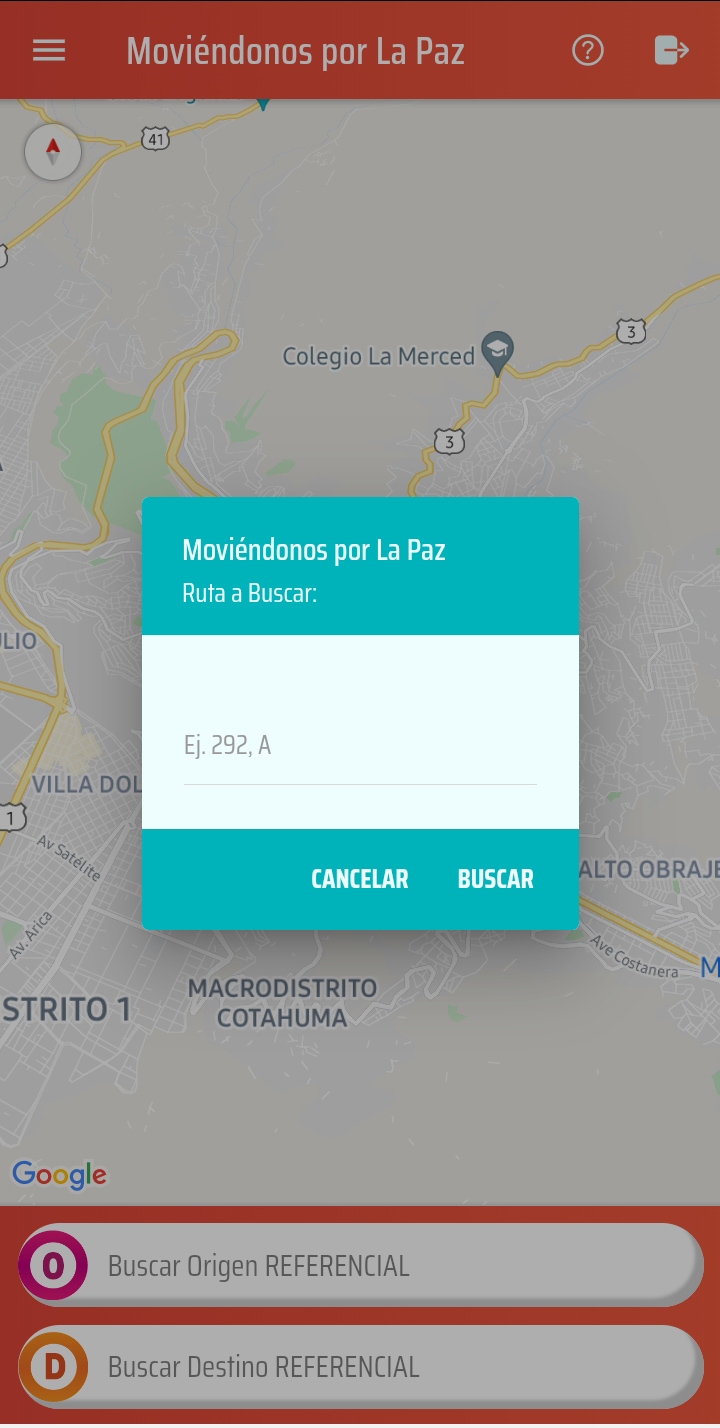 Moviéndonos por La Paz
41
3
Colegio La Merced
3
Moviéndonos por La Paz
Ruta a Buscar:
Ej. 292, A
CANCELAR BUSCAR
VILLA DOL
1
Av Satélite
Av. Arica
ALTO OBRAJE
Ave Costanera
M
MACRODISTRITO
COTAHUMA
STRITO 1
Google
O
Buscar Origen REFERENCIAL
D
Buscar Destino REFERENCIAL